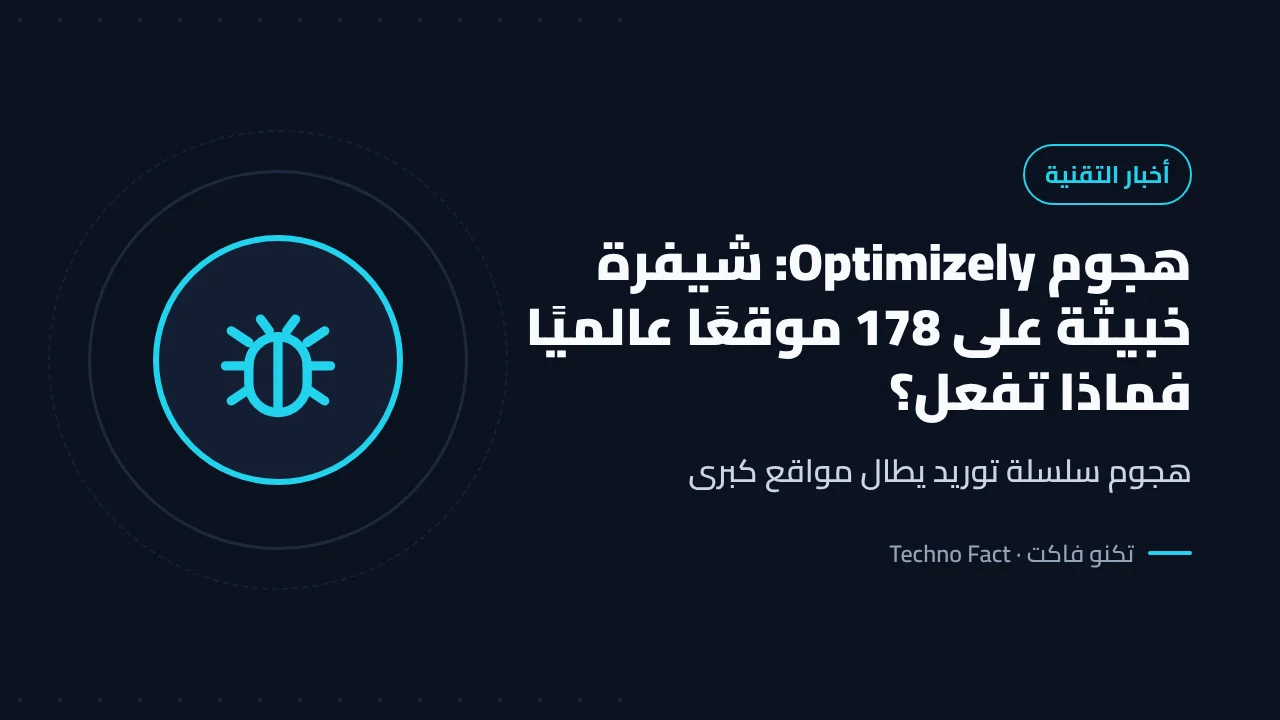 أخبار التقنية
هجوم Optimizely: شيفرة
خبيثة على 178 موقعًا عالميًا
فماذا تفعل؟
هجوم سلسلة توريد يطال مواقع كبرى
تكنو فاكت · Techno Fact